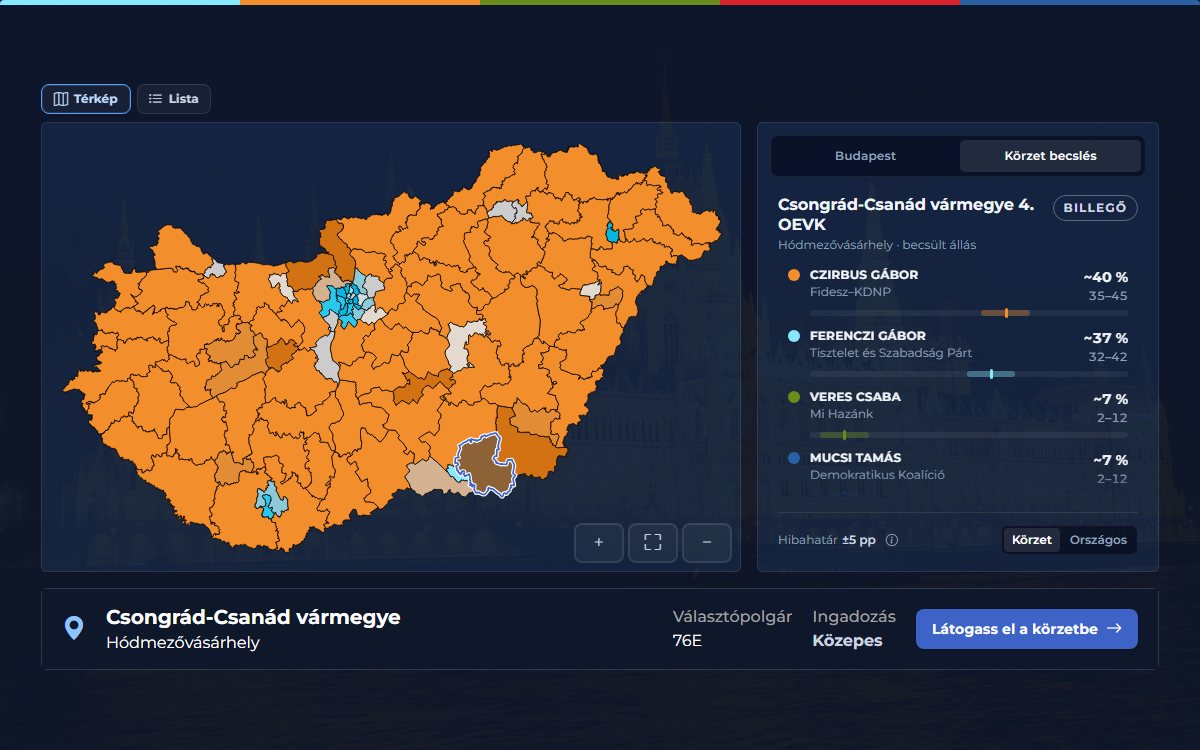 Térkép
Lista
Budapest
Körzet becslés
Csongrád-Csanád vármegye 4.
OEVK
BILLEGŐ
Hódmezővásárhely · becsült állás
CZIRBUS GÁBOR
~40 %
Fidesz–KDNP
35–45
FERENCZI GÁBOR
~37 %
Tisztelet és Szabadság Párt
32–42
VERES CSABA
~7 %
Mi Hazánk
2–12
MUCSI TAMÁS
~7 %
Demokratikus Koalíció
2–12
Hibahatár ±5 pp
Körzet
Országos
+
−
Csongrád-Csanád vármegye
Hódmezővásárhely
Választópolgár
76E
Ingadozás
Közepes
Látogass el a körzetbe →